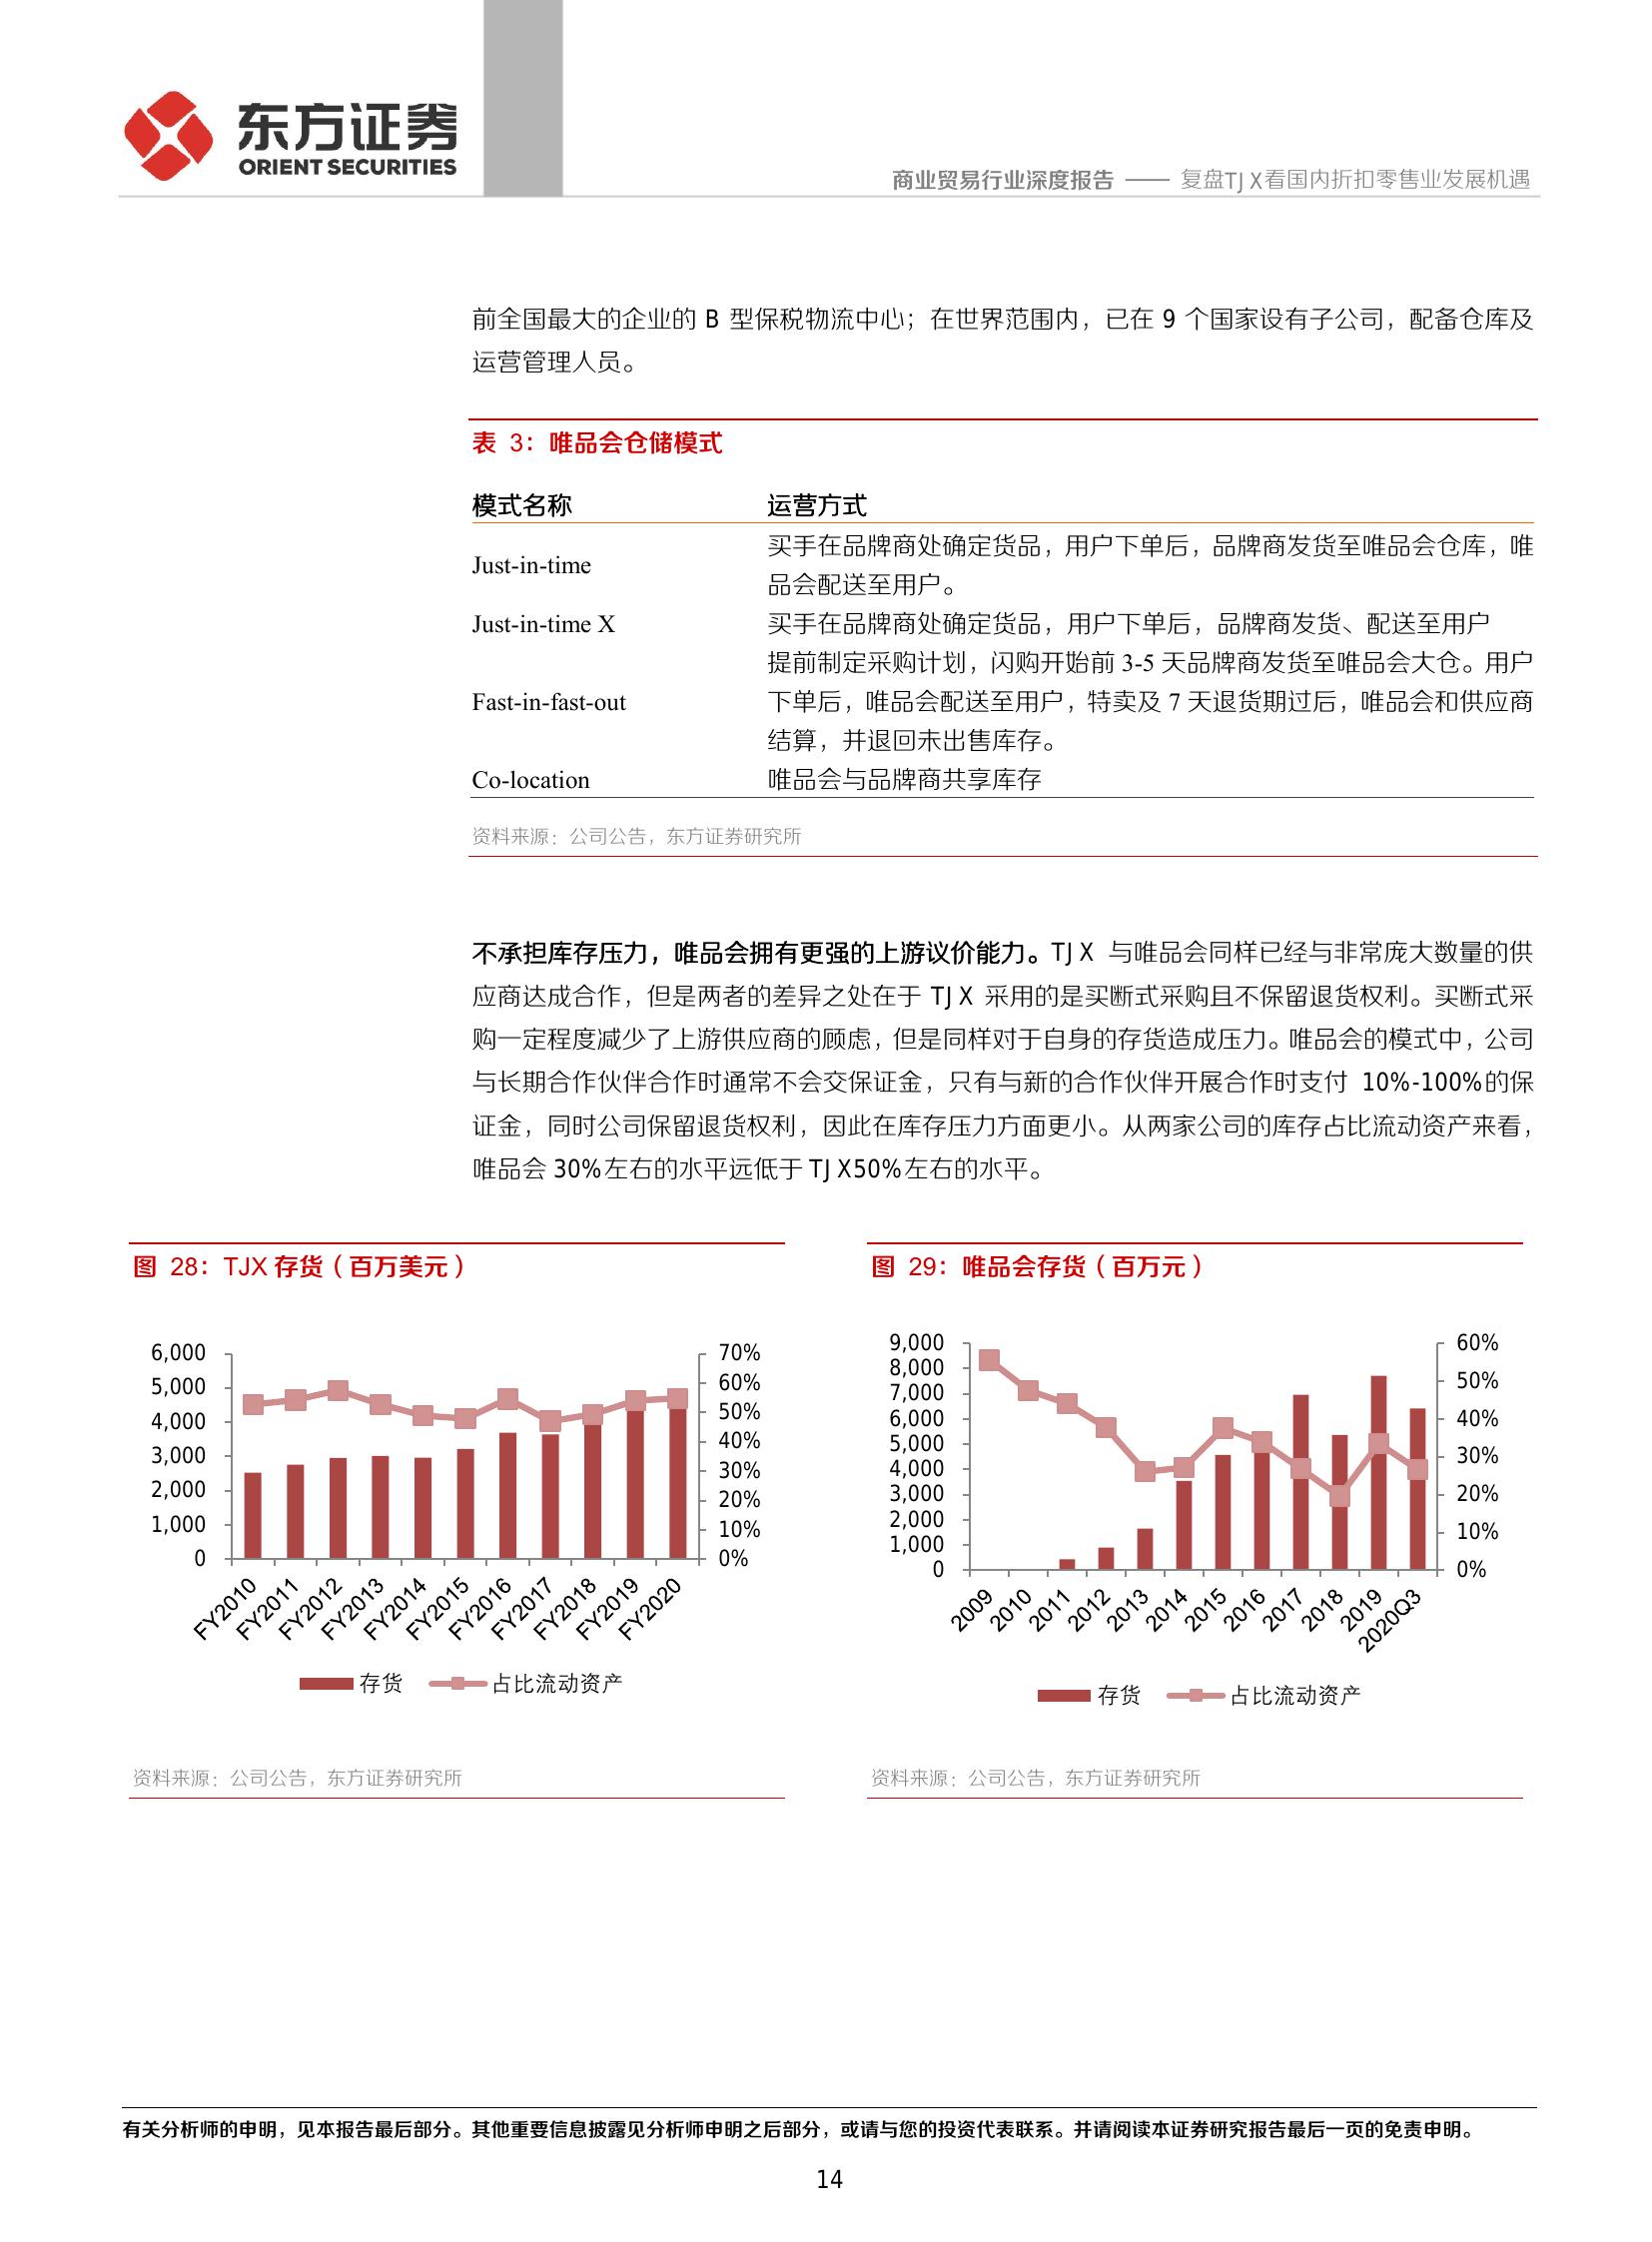 东方证券
ORIENT SECURITIES
商业贸易行业深度报告 —— 复盘TJX看国内折扣零售业发展机遇
前全国最大的企业的 B 型保税物流中心；在世界范围内，已在 9 个国家设有子公司，配备仓库及
运营管理人员。
表 3：唯品会仓储模式
模式名称 运营方式
Just-in-time 买手在品牌商处确定货品，用户下单后，品牌商发货至唯品会仓库，唯
品会配送至用户。
Just-in-time X 买手在品牌商处确定货品，用户下单后，品牌商发货、配送至用户
提前制定采购计划，闪购开始前 3-5 天品牌商发货至唯品会大仓。用户
Fast-in-fast-out 下单后，唯品会配送至用户，特卖及 7 天退货期过后，唯品会和供应商
结算，并退回未出售库存。
Co-location 唯品会与品牌商共享库存
资料来源：公司公告，东方证券研究所
不承担库存压力，唯品会拥有更强的上游议价能力。TJX 与唯品会同样已经与非常庞大数量的供
应商达成合作，但是两者的差异之处在于 TJX 采用的是买断式采购且不保留退货权利。买断式采
购一定程度减少了上游供应商的顾虑，但是同样对于自身的存货造成压力。唯品会的模式中，公司
与长期合作伙伴合作时通常不会交保证金，只有与新的合作伙伴开展合作时支付 10%-100%的保
证金，同时公司保留退货权利，因此在库存压力方面更小。从两家公司的库存占比流动资产来看，
唯品会 30%左右的水平远低于 TJX50%左右的水平。
图 28：TJX 存货（百万美元）
6,000
5,000
4,000
3,000
2,000
1,000
0
70%
60%
50%
40%
30%
20%
10%
0%
FY2010
FY2011
FY2012
FY2013
FY2014
FY2015
FY2016
FY2017
FY2018
FY2019
FY2020
存货 占比流动资产
资料来源：公司公告，东方证券研究所
图 29：唯品会存货（百万元）
9,000
8,000
7,000
6,000
5,000
4,000
3,000
2,000
1,000
0
60%
50%
40%
30%
20%
10%
0%
2009
2010
2011
2012
2013
2014
2015
2016
2017
2018
2019
2020Q3
存货 占比流动资产
资料来源：公司公告，东方证券研究所
有关分析师的申明，见本报告最后部分。其他重要信息披露见分析师申明之后部分，或请与您的投资代表联系。并请阅读本证券研究报告最后一页的免责申明。
14